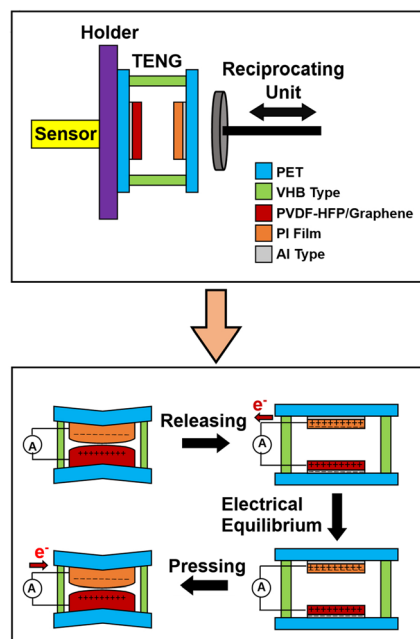 Holder
TENG
Reciprocating
Unit
Sensor
PET
VHB Type
PVDF-HFP/Graphene
PI Film
Al Type
Releasing
e-
A
A
Electrical
Equilibrium
e-
Pressing
A
A